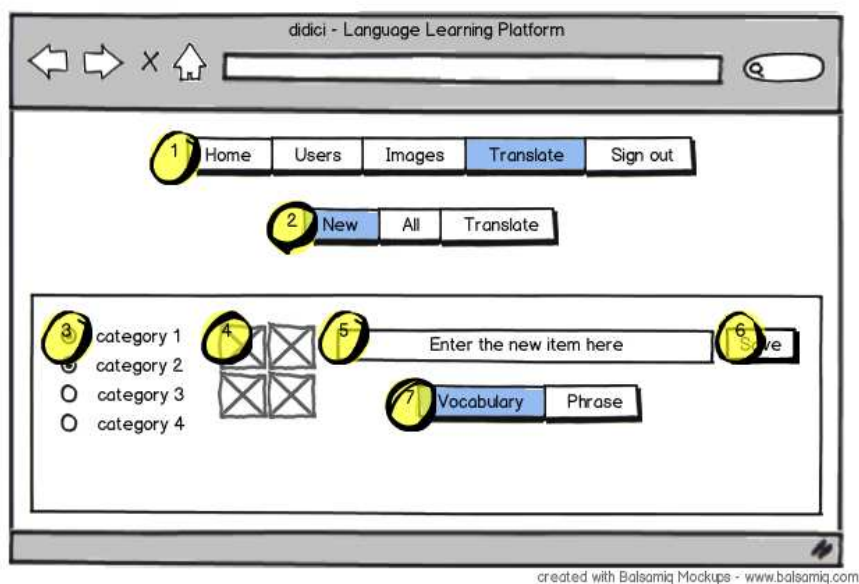 didici - Language Learning Platform
1 Home Users Images Translate Sign out
2 New All Translate
3 category 1 4 5 Enter the new item here 6 Save
category 2
category 3
7 Vocabulary Phrase
category 4
created with Balsamiq Mockups - www.balsamiq.com